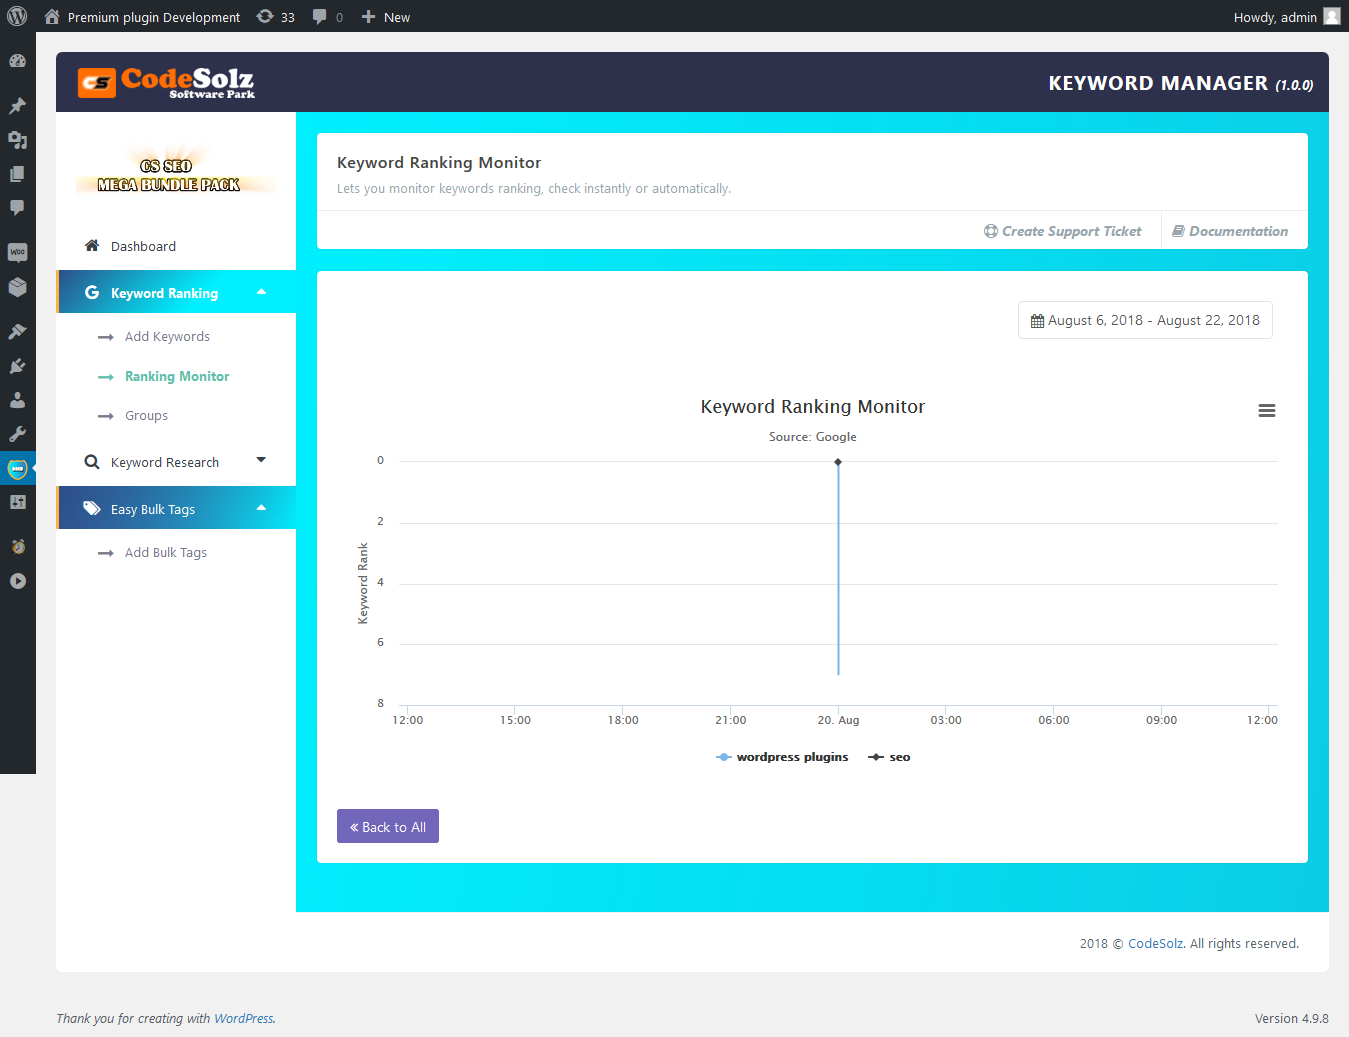 Premium plugin Development 33 0 New Howdy, admin
CodeSolz
Software Park
KEYWORD MANAGER (1.0.0)
CS SEO
MEGA BUNDLE PACK
Keyword Ranking Monitor
Lets you monitor keywords ranking, check instantly or automatically.
Create Support Ticket Documentation
Dashboard
Keyword Ranking
Add Keywords
Ranking Monitor
Groups
Keyword Research
Easy Bulk Tags
Add Bulk Tags
August 6, 2018 - August 22, 2018
Keyword Ranking Monitor
Source: Google
Keyword Rank
0
2
4
6
8
12:00 15:00 18:00 21:00 20. Aug 03:00 06:00 09:00 12:00
wordpress plugins seo
« Back to All
2018 © CodeSolz. All rights reserved.
Thank you for creating with WordPress. Version 4.9.8